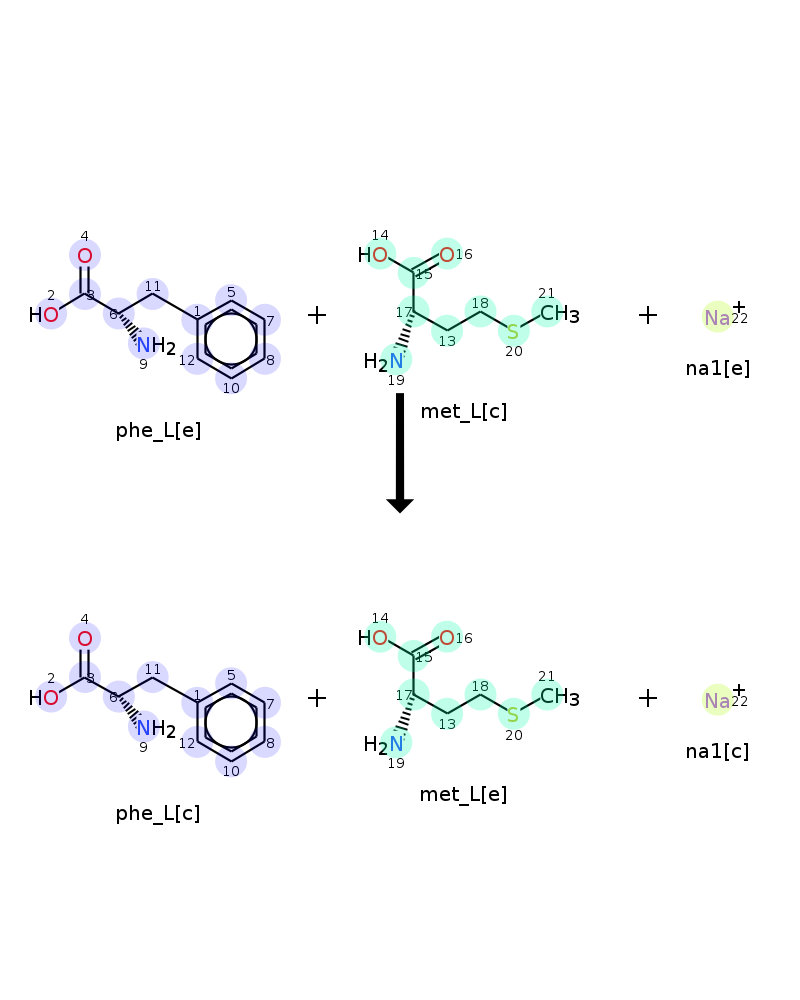 4 14 16
O HO O
2 3 15 21
HO 6 11 5 17 18 CH3
1 7 + S + Na+ 22
NH2 12 8 H2N 13 20
9 10 19 na1[e]
phe_L[e] met_L[c]
4 14 16
O HO O
2 3 15 21
HO 6 11 5 17 18 CH3
1 7 + S + Na+ 22
NH2 12 8 H2N 13 20
9 10 19 na1[c]
phe_L[c] met_L[e]